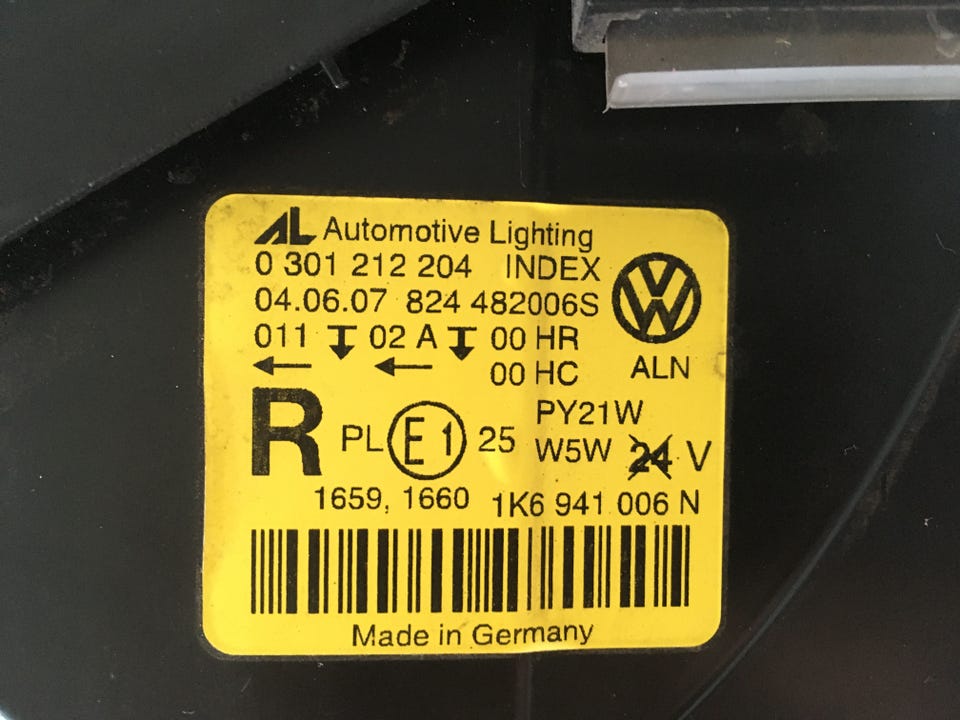 AL Automotive Lighting
0 301 212 204 INDEX
04.06.07 824 482006S
011 02 A 00 HR
00 HC
ALN
R PL E1 25
PY21W
W5W 24 V
1659, 1660 1K6 941 006 N
Made in Germany